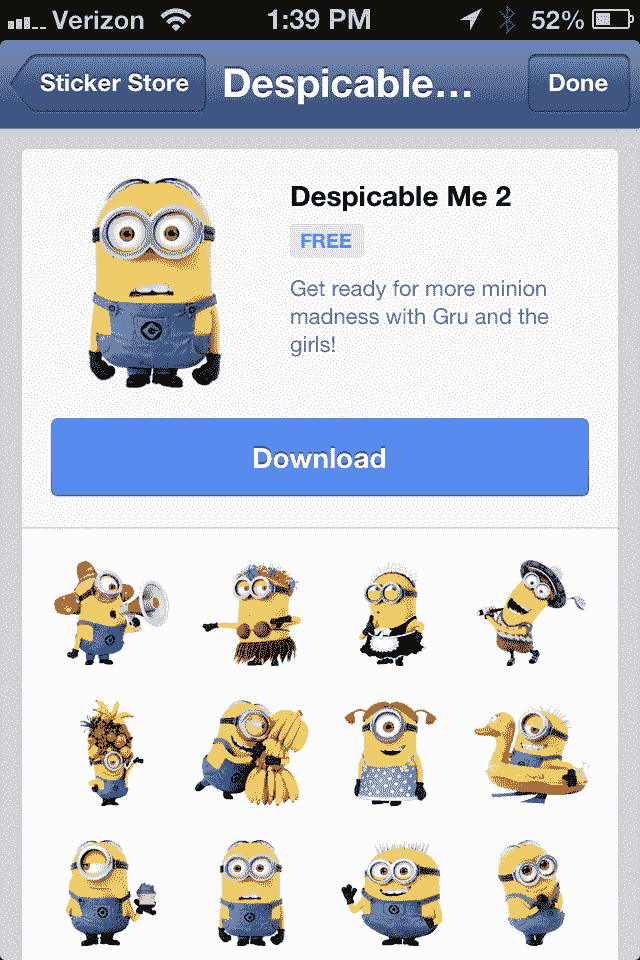 Verizon 1:39 PM 52%
Sticker Store Despicable... Done
Despicable Me 2
FREE
Get ready for more minion
madness with Gru and the
girls!
Download